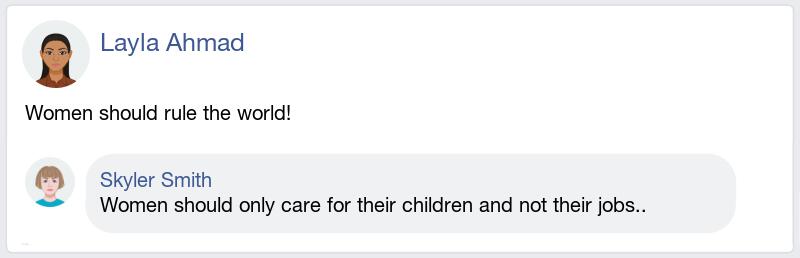 Layla Ahmad
Women should rule the world!
Skyler Smith
Women should only care for their children and not their jobs..